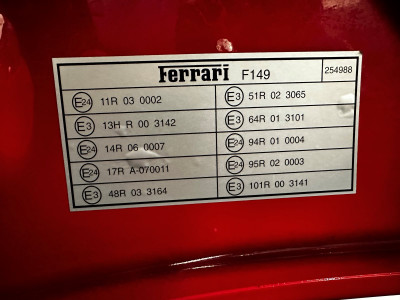 Ferrari F149 254988
E24 11R 03 0002
E3 13H R 00 3142
E24 14R 06 0007
E24 17R A-070011
E3 48R 03 3164
E3 51R 02 3065
E3 64R 01 3101
E24 94R 01 0004
E24 95R 02 0003
E3 101R 00 3141